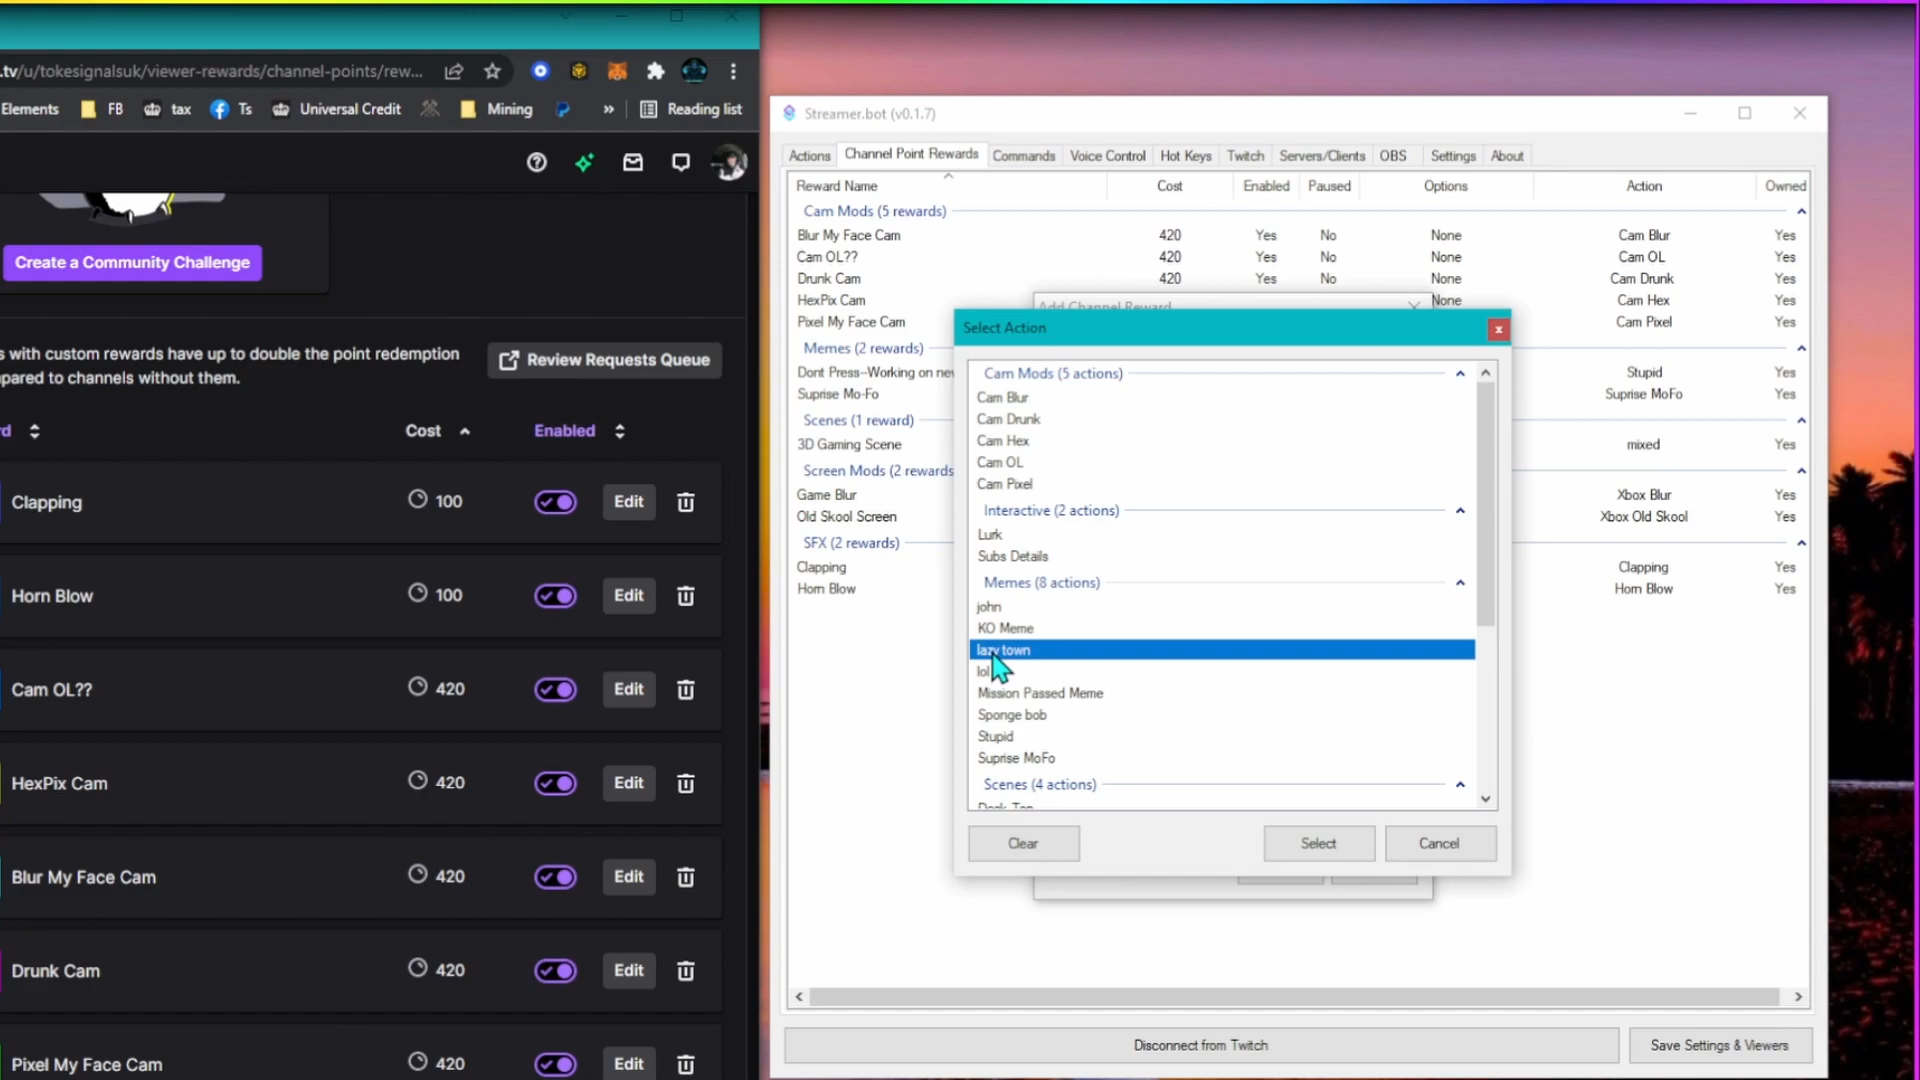 .tv/u/tokesignalsuk/viewer-rewards/channel-points/rew...
Elements FB tax Ts Universal Credit Mining » Reading list
Create a Community Challenge
s with custom rewards have up to double the point redemption
pared to channels without them.
Review Requests Queue
d Cost Enabled
Clapping 100 Edit
Horn Blow 100 Edit
Cam OL?? 420 Edit
HexPix Cam 420 Edit
Blur My Face Cam 420 Edit
Drunk Cam 420 Edit
Pixel My Face Cam 420 Edit
Streamer.bot (v0.1.7)
Actions Channel Point Rewards Commands Voice Control Hot Keys Twitch Servers/Clients OBS Settings About
Reward Name Cost Enabled Paused Options Action Owned
Cam Mods (5 rewards)
Blur My Face Cam 420 Yes No None Cam Blur Yes
Cam OL?? 420 Yes No None Cam OL Yes
Drunk Cam 420 Yes No None Cam Drunk Yes
HexPix Cam None Cam Hex Yes
Pixel My Face Cam Cam Pixel Yes
Memes (2 rewards)
Dont Press--Working on nev Stupid Yes
Suprise Mo-Fo Suprise MoFo Yes
Scenes (1 reward)
3D Gaming Scene mixed Yes
Screen Mods (2 rewards
Game Blur Xbox Blur Yes
Old Skool Screen Xbox Old Skool Yes
SFX (2 rewards)
Clapping Clapping Yes
Horn Blow Horn Blow Yes
Add Channel Reward
Select Action
x
Cam Mods (5 actions)
Cam Blur
Cam Drunk
Cam Hex
Cam OL
Cam Pixel
Interactive (2 actions)
Lurk
Subs Details
Memes (8 actions)
john
KO Meme
lazy town
lol
Mission Passed Meme
Sponge bob
Stupid
Suprise MoFo
Scenes (4 actions)
Desk Top
Clear Select Cancel
Disconnect from Twitch Save Settings & Viewers